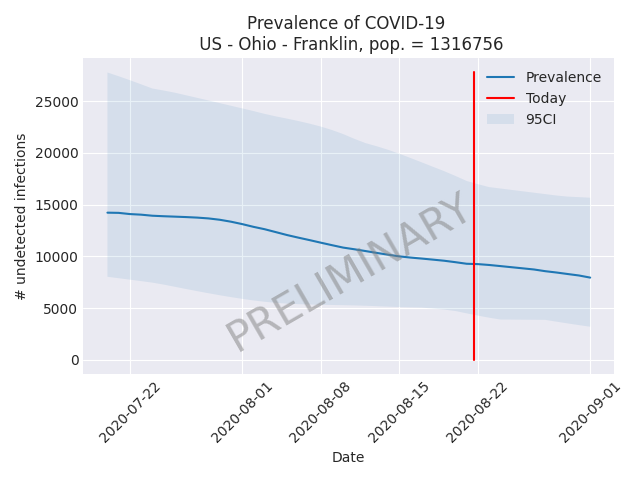 Prevalence of COVID-19
US - Ohio - Franklin, pop. = 1316756
Prevalence
Today
95CI
# undetected infections
25000
20000
15000
10000
5000
0
PRELIMINARY
2020-07-22
2020-08-01
2020-08-08
2020-08-15
2020-08-22
2020-09-01
Date